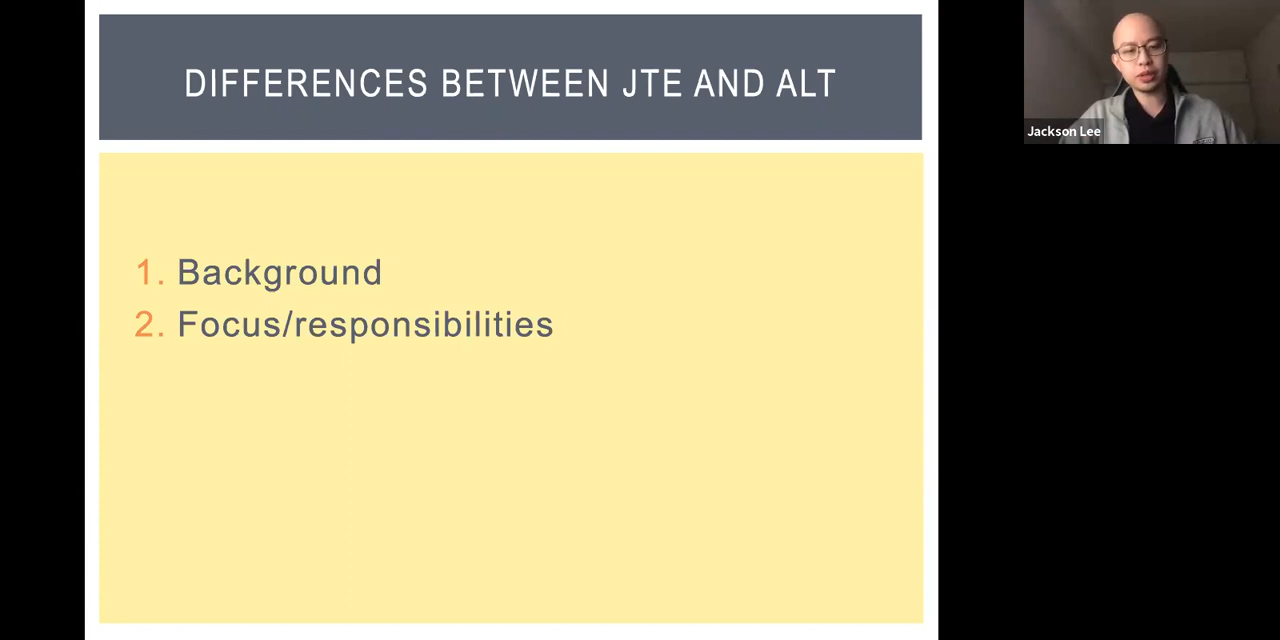 DIFFERENCES BETWEEN JTE AND ALT
1. Background
2. Focus/responsibilities
Jackson Lee